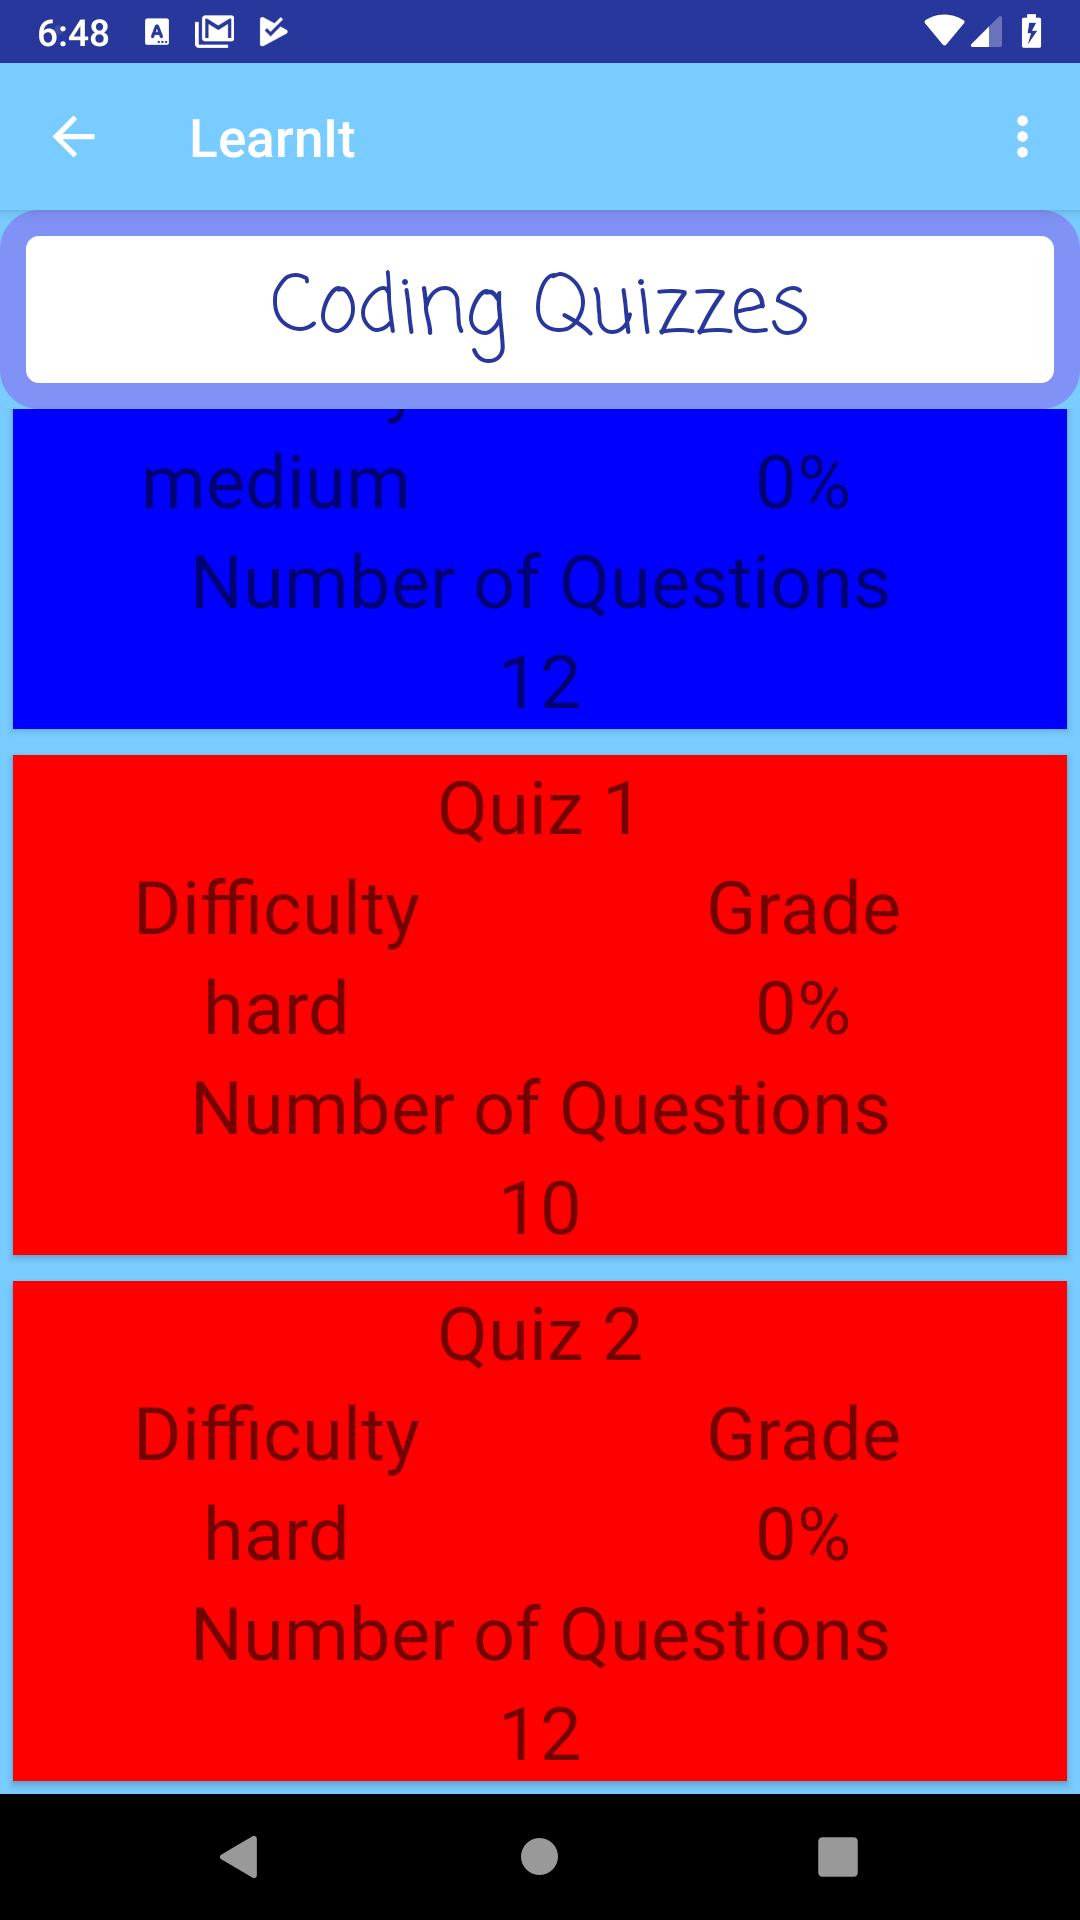 6:48
LearnIt
Coding Quizzes
medium 0%
Number of Questions
12
Quiz 1
Difficulty Grade
hard 0%
Number of Questions
10
Quiz 2
Difficulty Grade
hard 0%
Number of Questions
12